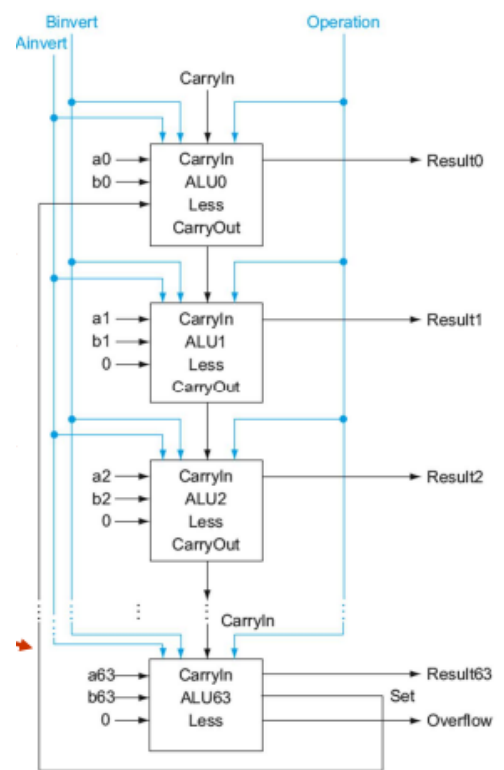 Binvert
Operation
Ainvert
CarryIn
a0
CarryIn
Result0
b0
ALU0
Less
CarryOut
a1
CarryIn
Result1
b1
ALU1
0
Less
CarryOut
a2
CarryIn
Result2
b2
ALU2
0
Less
CarryOut
CarryIn
a63
CarryIn
Result63
b63
ALU63
Set
0
Less
Overflow